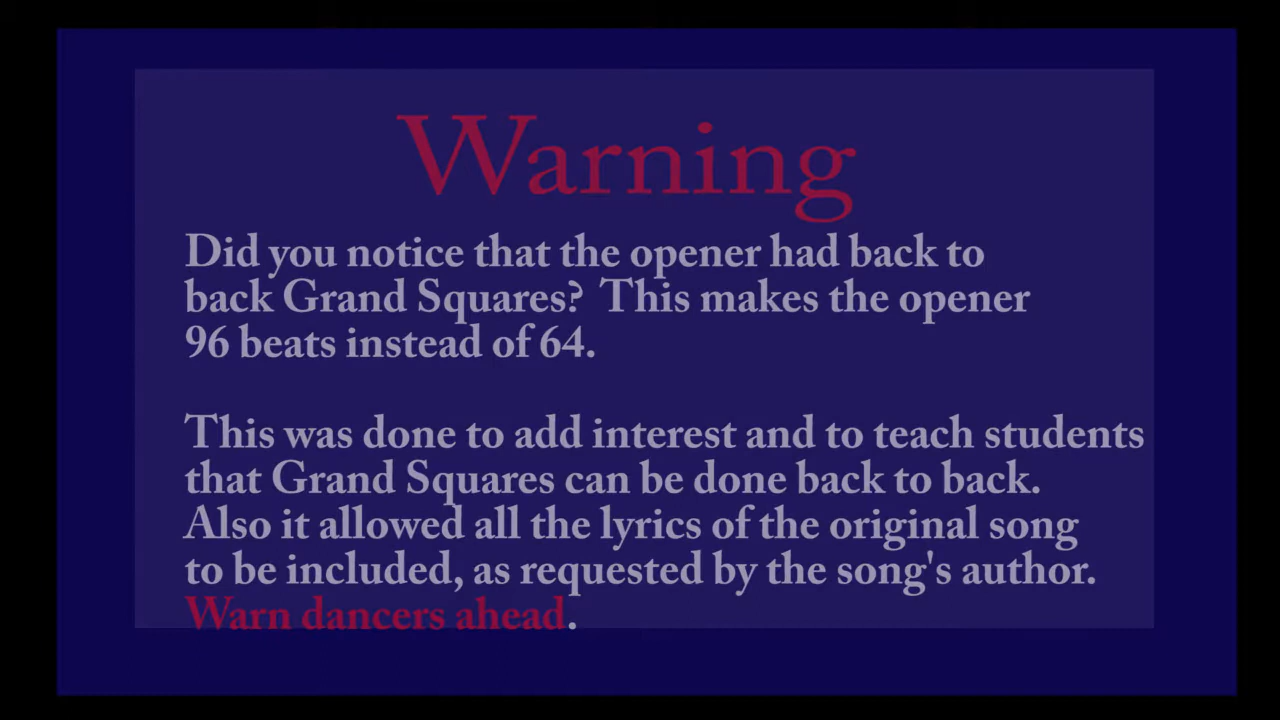 Warning
Did you notice that the opener had back to
back Grand Squares?  This makes the opener
96 beats instead of 64.
This was done to add interest and to teach students
that Grand Squares can be done back to back.
Also it allowed all the lyrics of the original song
to be included, as requested by the song's author.
Warn dancers ahead.